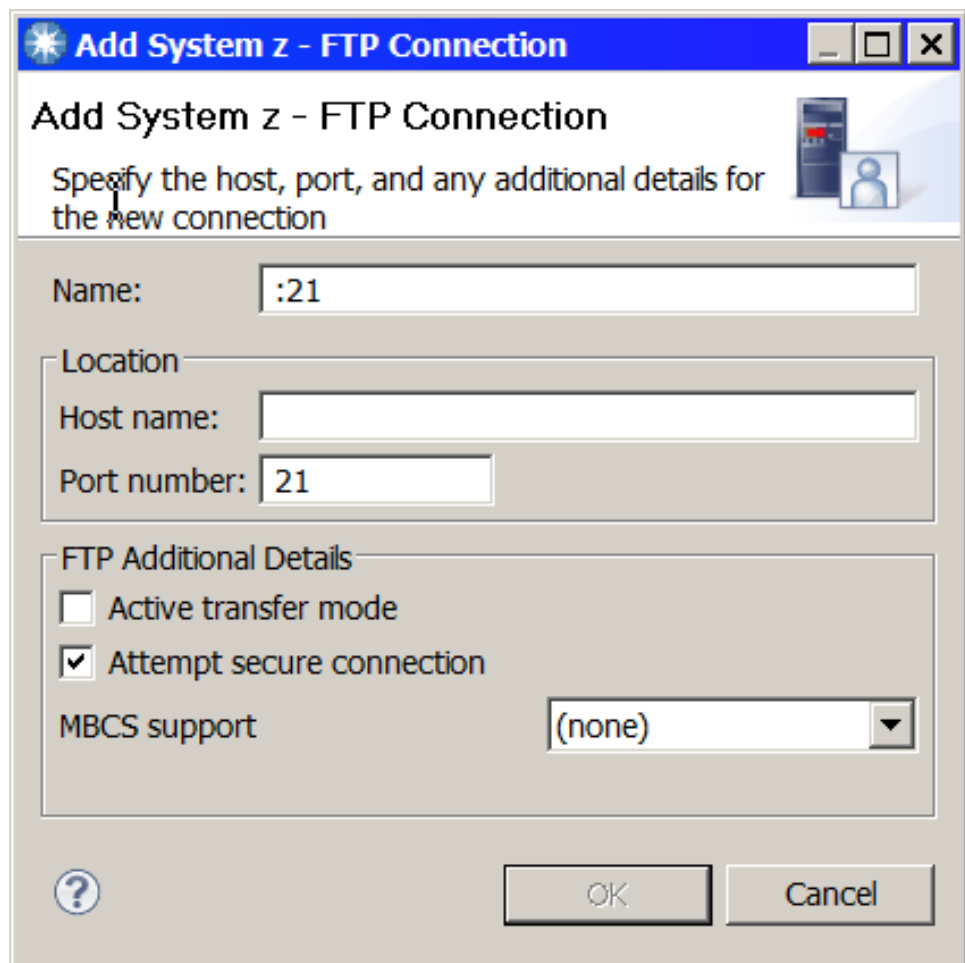 Add System z - FTP Connection
Add System z - FTP Connection
Specify the host, port, and any additional details for
the new connection
Name: :21
Location
Host name:
Port number: 21
FTP Additional Details
Active transfer mode
Attempt secure connection
MBCS support (none)
?
OK Cancel